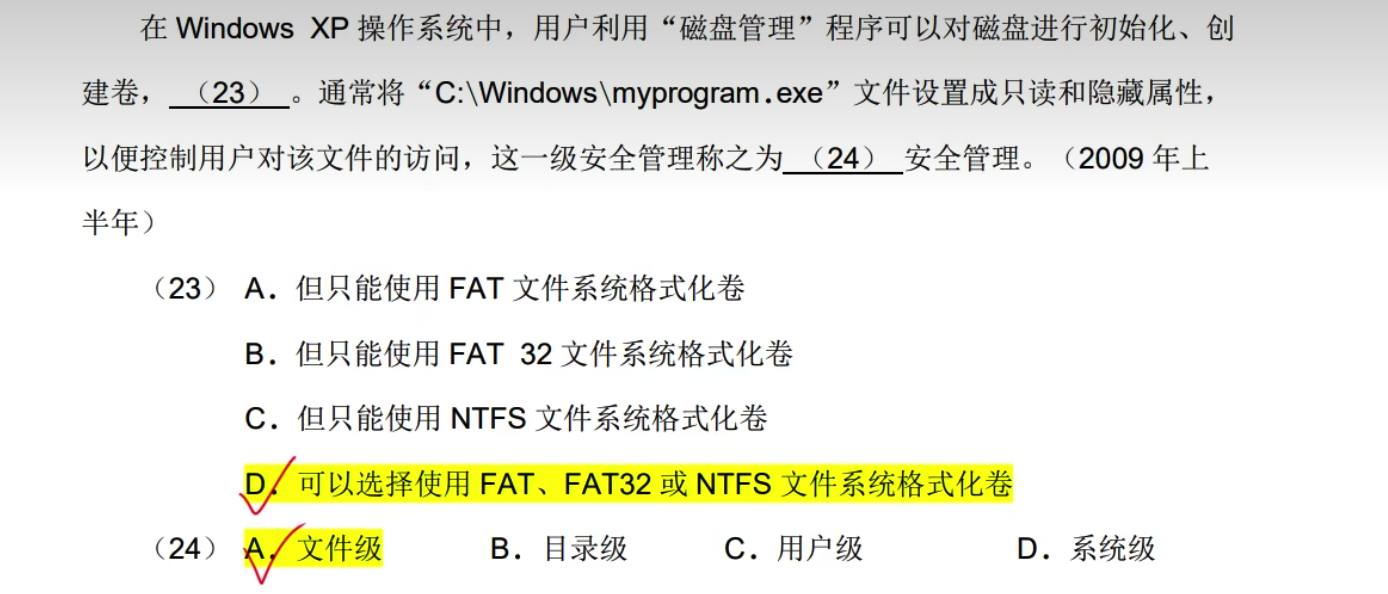 在 Windows XP 操作系统中，用户利用“磁盘管理”程序可以对磁盘进行初始化、创
建卷，（23）。通常将“C:\Windows\myprogram.exe”文件设置成只读和隐藏属性，
以便控制用户对该文件的访问，这一级安全管理称之为（24）安全管理。（2009 年上
半年）
（23） A．但只能使用 FAT 文件系统格式化卷
B．但只能使用 FAT 32 文件系统格式化卷
C．但只能使用 NTFS 文件系统格式化卷
D．可以选择使用 FAT、FAT32 或 NTFS 文件系统格式化卷
（24） A．文件级 B．目录级 C．用户级 D．系统级